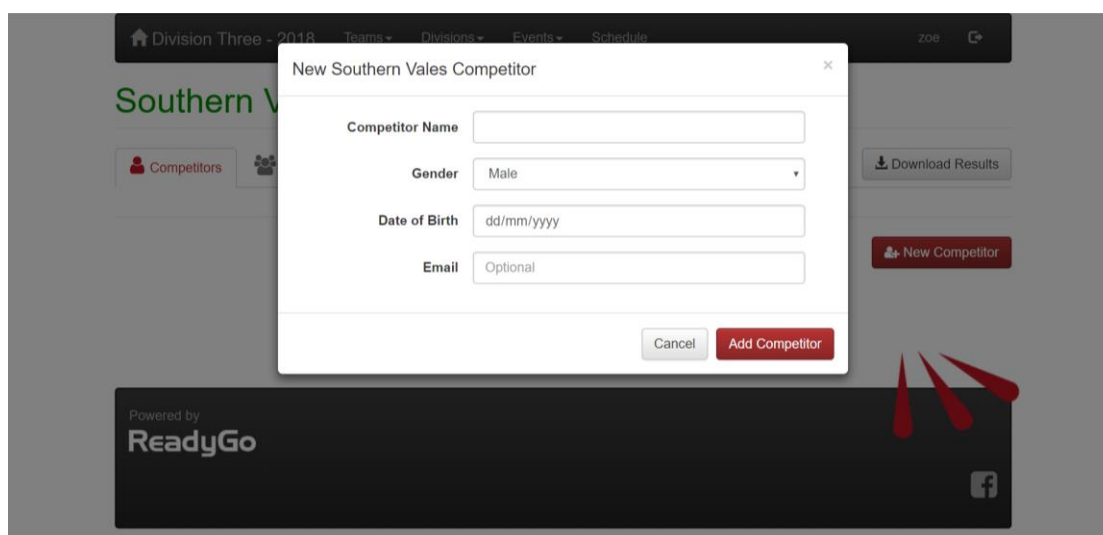 Division Three - 2018 Teams Divisions Events Schedule zoe
New Southern Vales Competitor ×
Southern V
Competitor Name
Competitors
Download Results
Gender Male
Date of Birth dd/mm/yyyy
New Competitor
Email Optional
Cancel Add Competitor
Powered by
ReadyGo